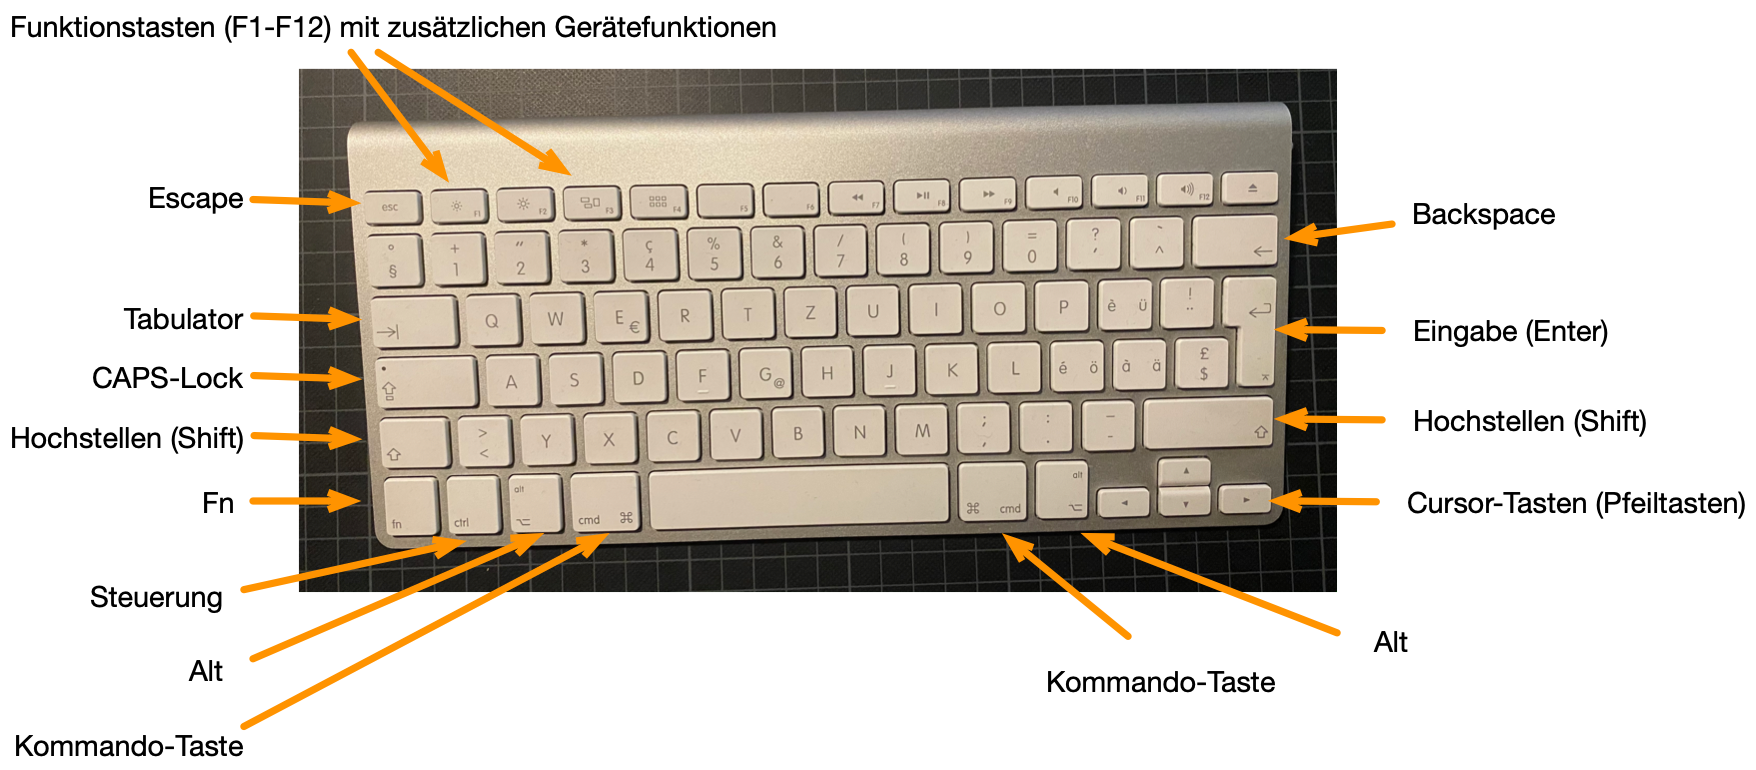 Funktionstasten (F1-F12) mit zusätzlichen Gerätefunktionen
Escape
Tabulator
CAPS-Lock
Hochstellen (Shift)
Fn
Steuerung
Alt
Kommando-Taste
Backspace
Eingabe (Enter)
Hochstellen (Shift)
Cursor-Tasten (Pfeiltasten)
Alt
Kommando-Taste
esc F1 F2 F3 F4 F5 F6 F7 F8 F9 F10 F11 F12
° + " * ç % & / ( ) = ? `
§ 1 2 3 4 5 6 7 8 9 0 ' ^
Q W E € R T Z U I O P è ü ! ¨
A S D F G @ H J K L é ö à ä £ $
> < Y X C V B N M ; , : . _ -
fn ctrl alt ⌥ cmd ⌘ ⌘ cmd alt ⌥